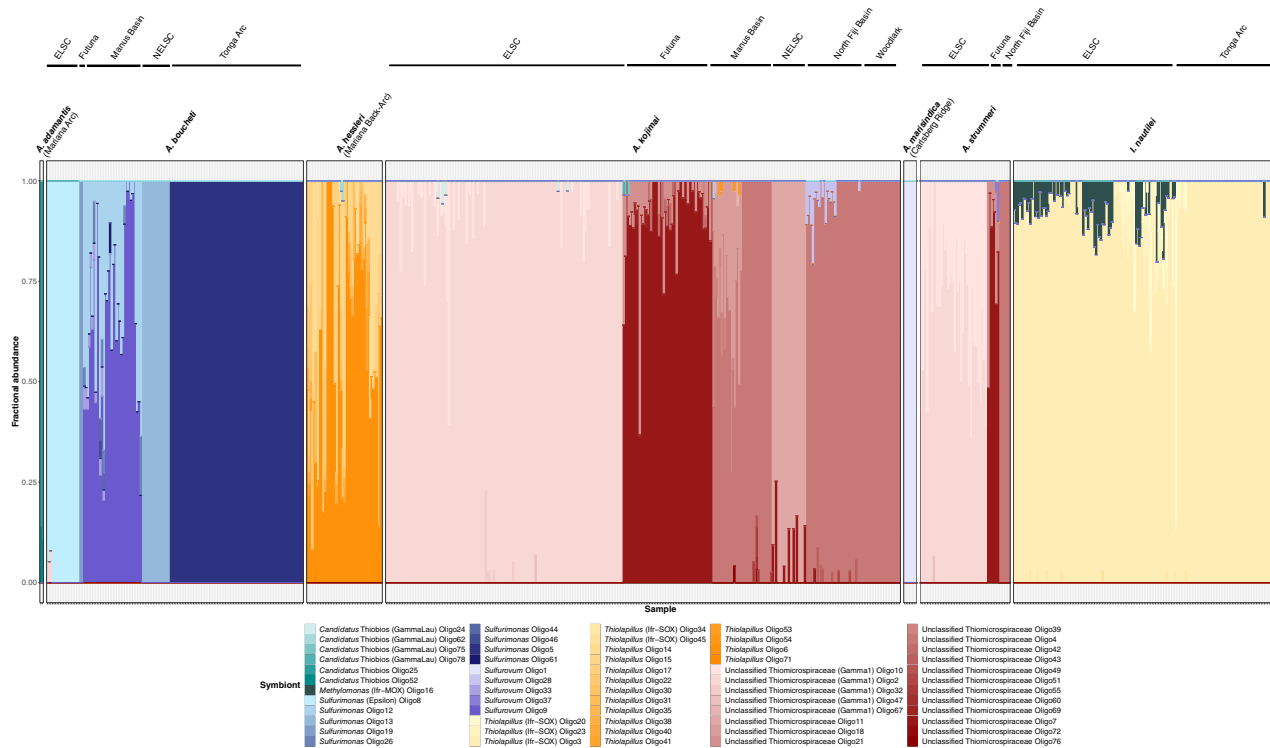 ELSC
Futuna
Manus Basin
NELSC
Tonga Arc
ELSC
Futuna
Manus Basin
NELSC
North Fiji Basin
Woodlark
ELSC
Futuna
North Fiji Basin
ELSC
Tonga Arc
A. adamantis
(Mariana Arc)
A. boucheti
A. hessleri
(Mariana Back-Arc)
A. kojimai
A. marisindica
(Carlsberg Ridge)
A. strummeri
I. nautilei
1.00
0.75
0.50
0.25
0.00
Fractional abundance
Sample
Symbiont
Candidatus Thiobios (GammaLau) Oligo24
Candidatus Thiobios (GammaLau) Oligo62
Candidatus Thiobios (GammaLau) Oligo75
Candidatus Thiobios (GammaLau) Oligo78
Candidatus Thiobios Oligo25
Candidatus Thiobios Oligo52
Methylomonas (Ifr−MOX) Oligo16
Sulfurimonas (Epsilon) Oligo8
Sulfurimonas Oligo12
Sulfurimonas Oligo13
Sulfurimonas Oligo19
Sulfurimonas Oligo26
Sulfurimonas Oligo44
Sulfurimonas Oligo46
Sulfurimonas Oligo5
Sulfurimonas Oligo61
Sulfurovum Oligo1
Sulfurovum Oligo28
Sulfurovum Oligo33
Sulfurovum Oligo37
Sulfurovum Oligo9
Thiolapillus (Ifr−SOX) Oligo20
Thiolapillus (Ifr−SOX) Oligo23
Thiolapillus (Ifr−SOX) Oligo3
Thiolapillus (Ifr−SOX) Oligo34
Thiolapillus (Ifr−SOX) Oligo45
Thiolapillus Oligo14
Thiolapillus Oligo15
Thiolapillus Oligo17
Thiolapillus Oligo22
Thiolapillus Oligo30
Thiolapillus Oligo31
Thiolapillus Oligo35
Thiolapillus Oligo38
Thiolapillus Oligo40
Thiolapillus Oligo41
Thiolapillus Oligo53
Thiolapillus Oligo54
Thiolapillus Oligo6
Thiolapillus Oligo71
Unclassified Thiomicrospiraceae (Gamma1) Oligo10
Unclassified Thiomicrospiraceae (Gamma1) Oligo2
Unclassified Thiomicrospiraceae (Gamma1) Oligo32
Unclassified Thiomicrospiraceae (Gamma1) Oligo47
Unclassified Thiomicrospiraceae (Gamma1) Oligo67
Unclassified Thiomicrospiraceae Oligo11
Unclassified Thiomicrospiraceae Oligo18
Unclassified Thiomicrospiraceae Oligo21
Unclassified Thiomicrospiraceae Oligo39
Unclassified Thiomicrospiraceae Oligo4
Unclassified Thiomicrospiraceae Oligo42
Unclassified Thiomicrospiraceae Oligo43
Unclassified Thiomicrospiraceae Oligo49
Unclassified Thiomicrospiraceae Oligo51
Unclassified Thiomicrospiraceae Oligo55
Unclassified Thiomicrospiraceae Oligo60
Unclassified Thiomicrospiraceae Oligo69
Unclassified Thiomicrospiraceae Oligo7
Unclassified Thiomicrospiraceae Oligo72
Unclassified Thiomicrospiraceae Oligo76